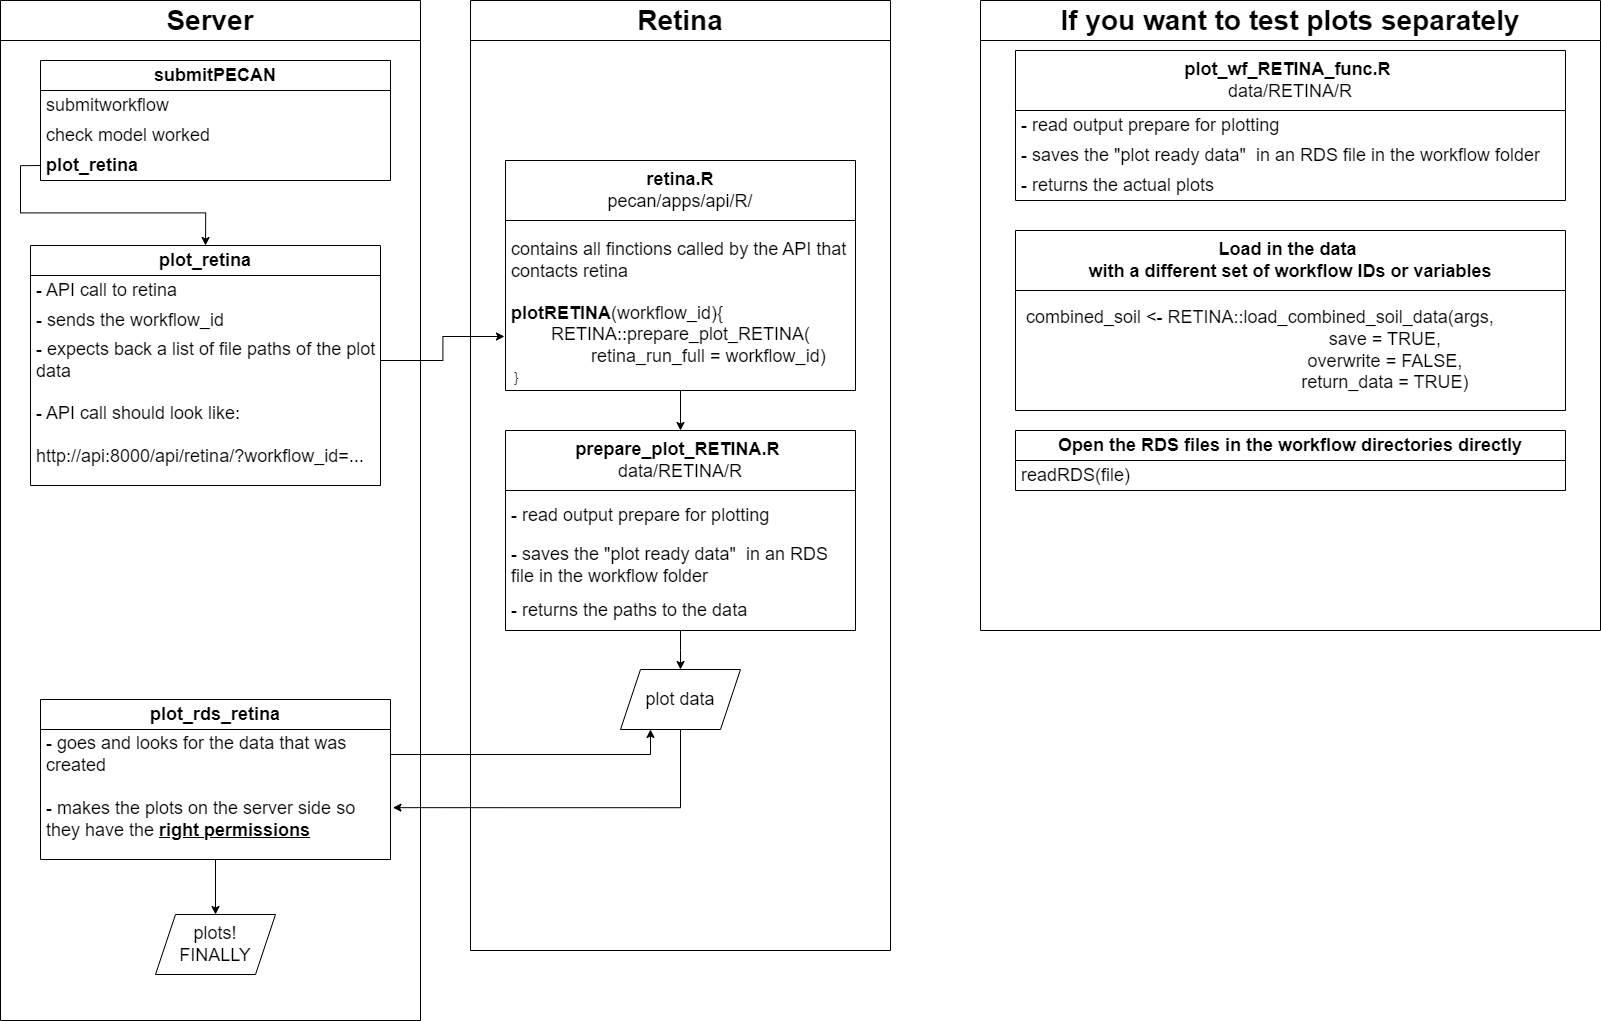 Server
submitPECAN
submitworkflow
check model worked
plot_retina
plot_retina
- API call to retina
- sends the workflow_id
- expects back a list of file paths of the plot
data
- API call should look like:
http://api:8000/api/retina/?workflow_id=...
plot_rds_retina
- goes and looks for the data that was
created
- makes the plots on the server side so
they have the right permissions
plots!
FINALLY
Retina
retina.R
pecan/apps/api/R/
contains all finctions called by the API that
contacts retina
plotRETINA(workflow_id){
RETINA::prepare_plot_RETINA(
retina_run_full = workflow_id)
}
prepare_plot_RETINA.R
data/RETINA/R
- read output prepare for plotting
- saves the "plot ready data"  in an RDS
file in the workflow folder
- returns the paths to the data
plot data
If you want to test plots separately
plot_wf_RETINA_func.R
data/RETINA/R
- read output prepare for plotting
- saves the "plot ready data"  in an RDS file in the workflow folder
- returns the actual plots
Load in the data
with a different set of workflow IDs or variables
combined_soil <- RETINA::load_combined_soil_data(args,
save = TRUE,
overwrite = FALSE,
return_data = TRUE)
Open the RDS files in the workflow directories directly
readRDS(file)